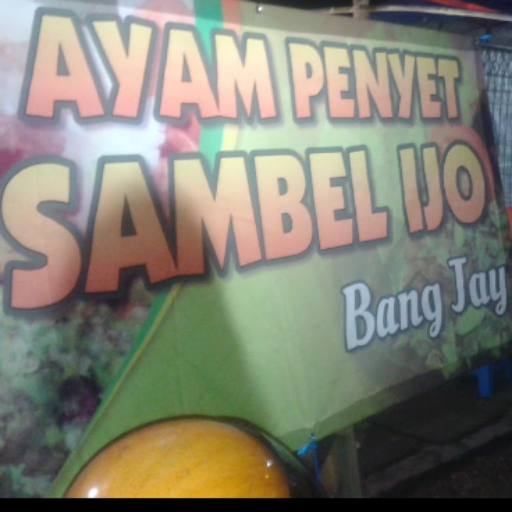 AYAM PENYET
SAMBEL IJO
Bang Jay